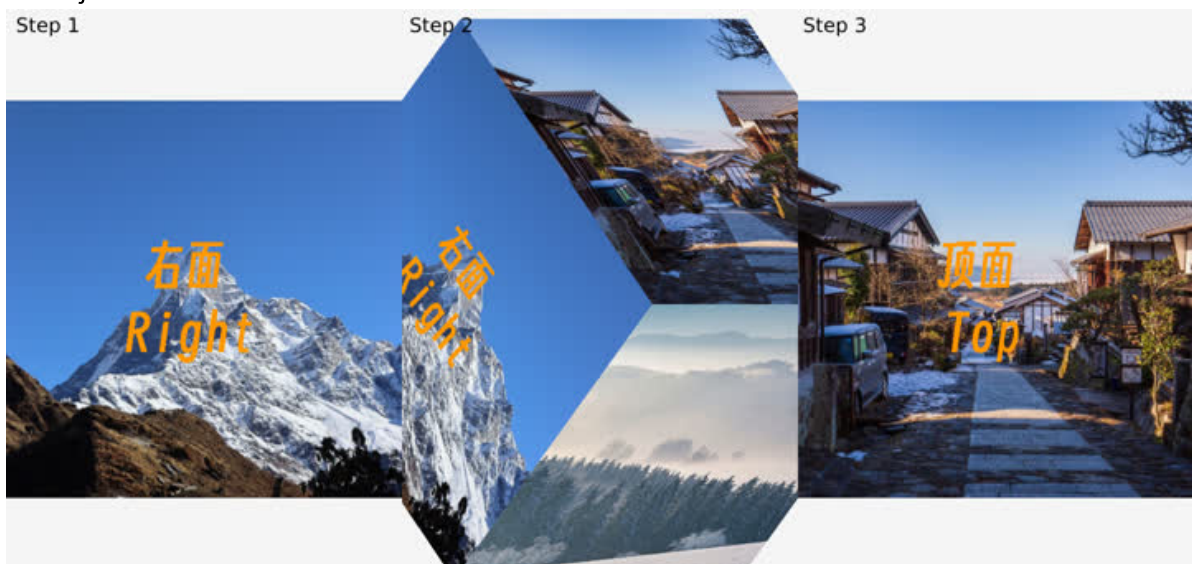 Step 1
Step 2
Step 3
右面
Right
右面
Right
顶面
Top